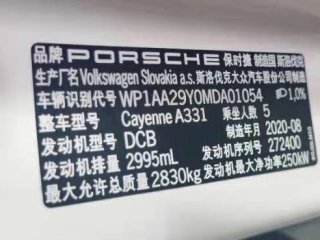 品牌 PORSCHE 保时捷 制造国 斯洛伐克
生产厂名 Volkswagen Slovakia a.s. 斯洛伐克大众汽车股份公司制造
车辆识别代号 WP1AA29Y0MDA01054 1,0%
整车型号 Cayenne A331 乘坐人数 5
发动机型号 DCB 制造年月 2020-08
发动机排量 2995mL 发动机序列号 272400
最大允许总质量 2830kg 发动机最大净功率 250kW